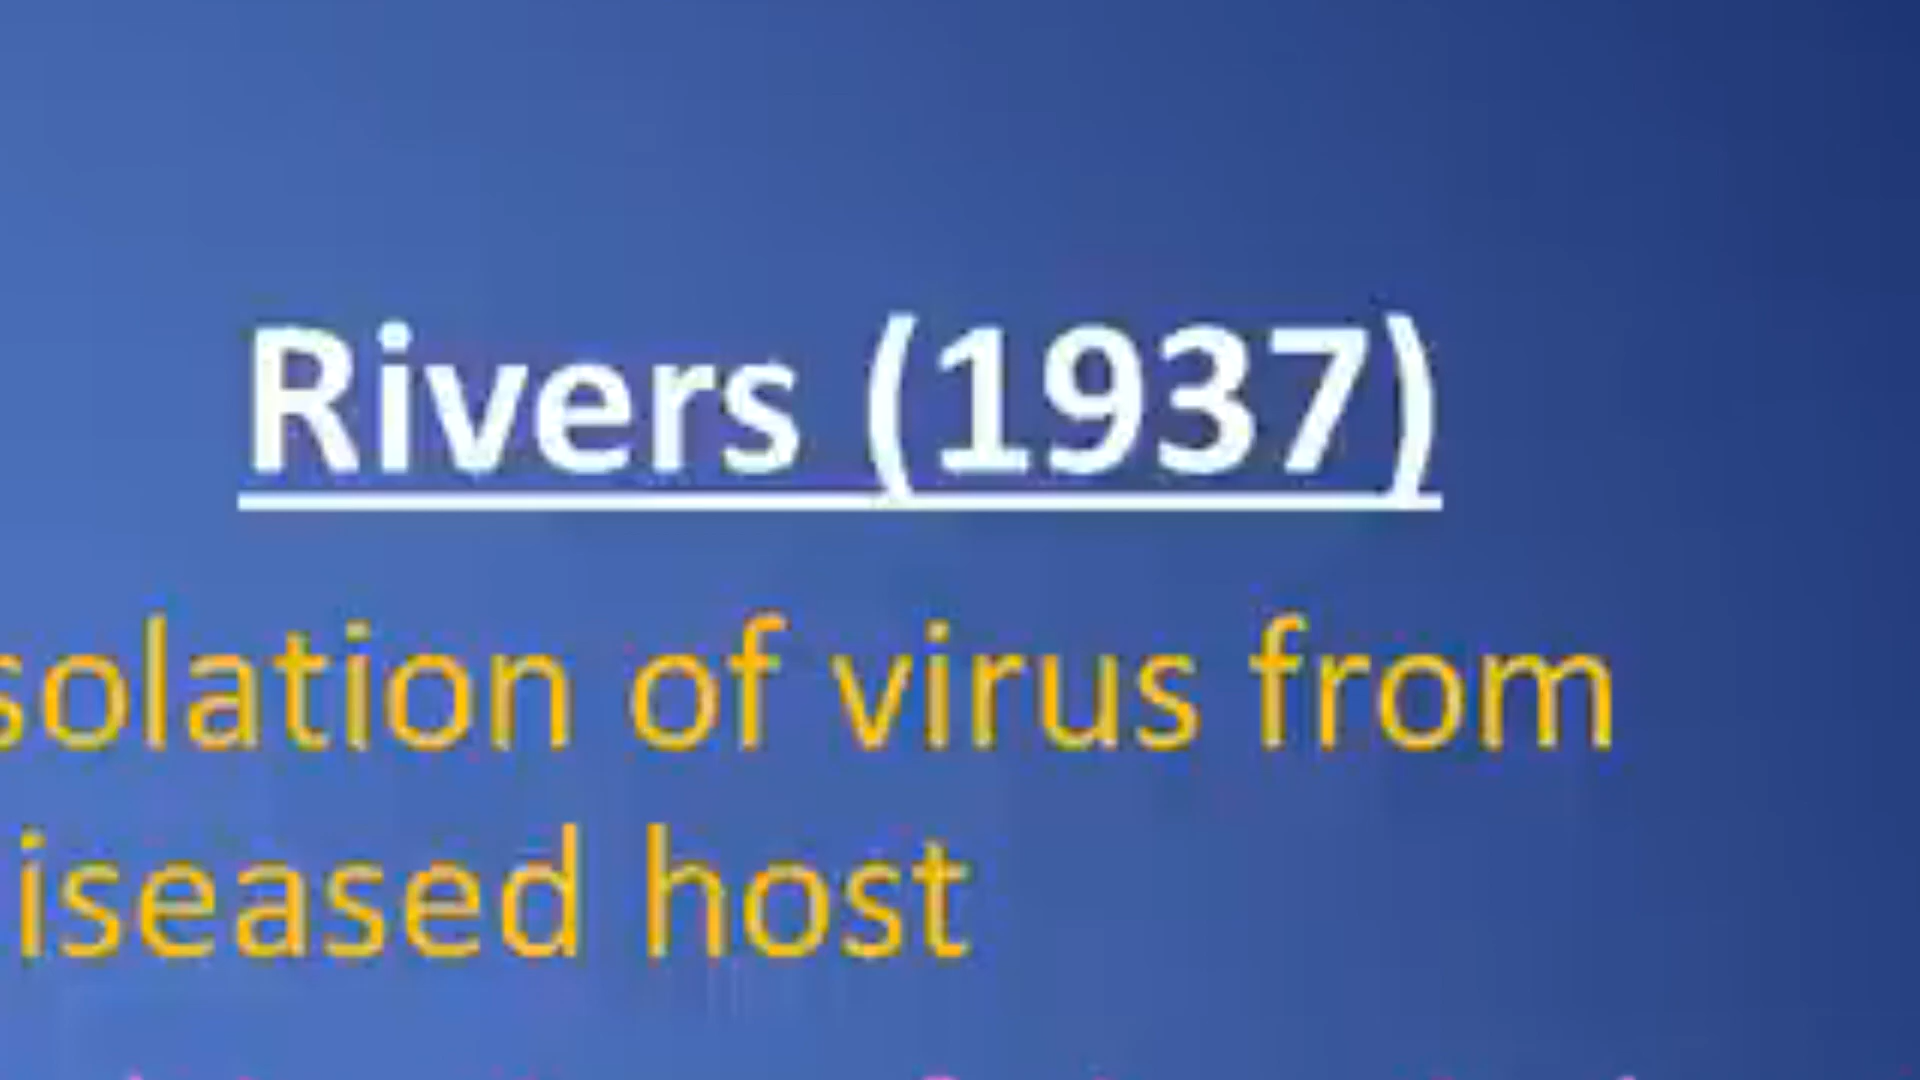 Rivers (1937)
solation of virus from
iseased host